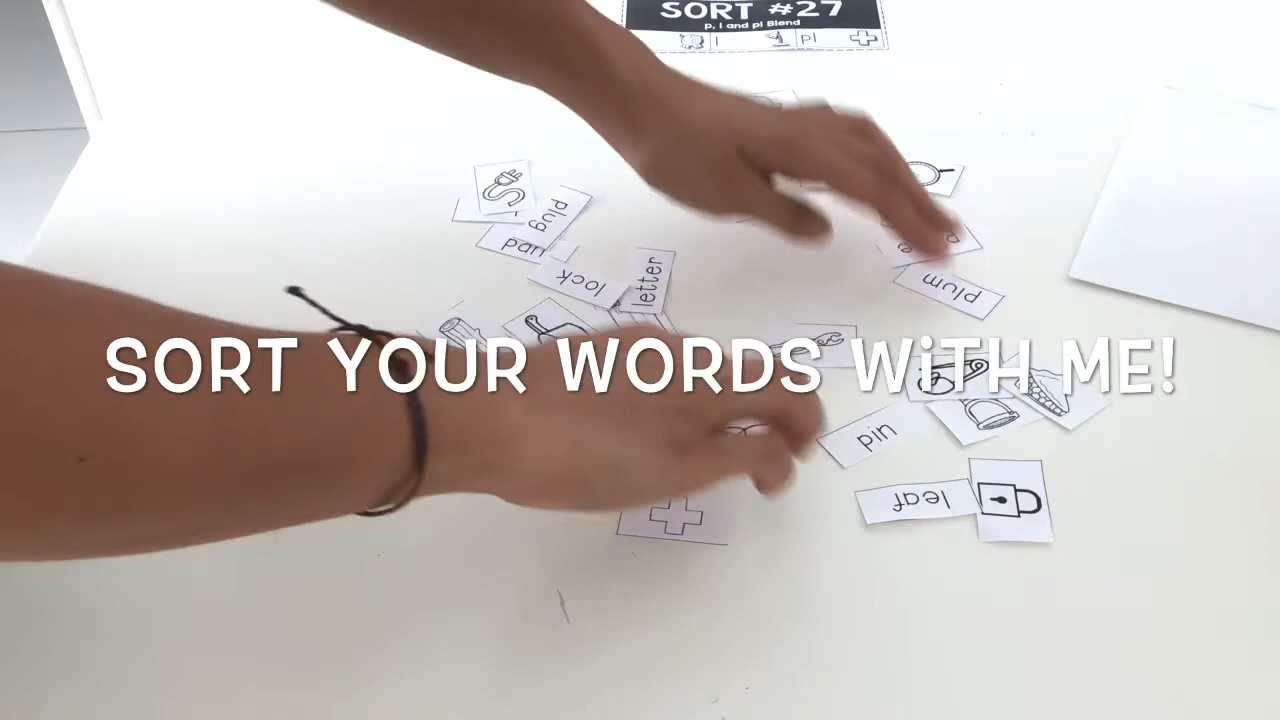 SORT #27
p, l and pl Blend
l
pl
plug
pan
lock
letter
plum
SORT YOUR WORDS WiTH ME!
pin
leaf